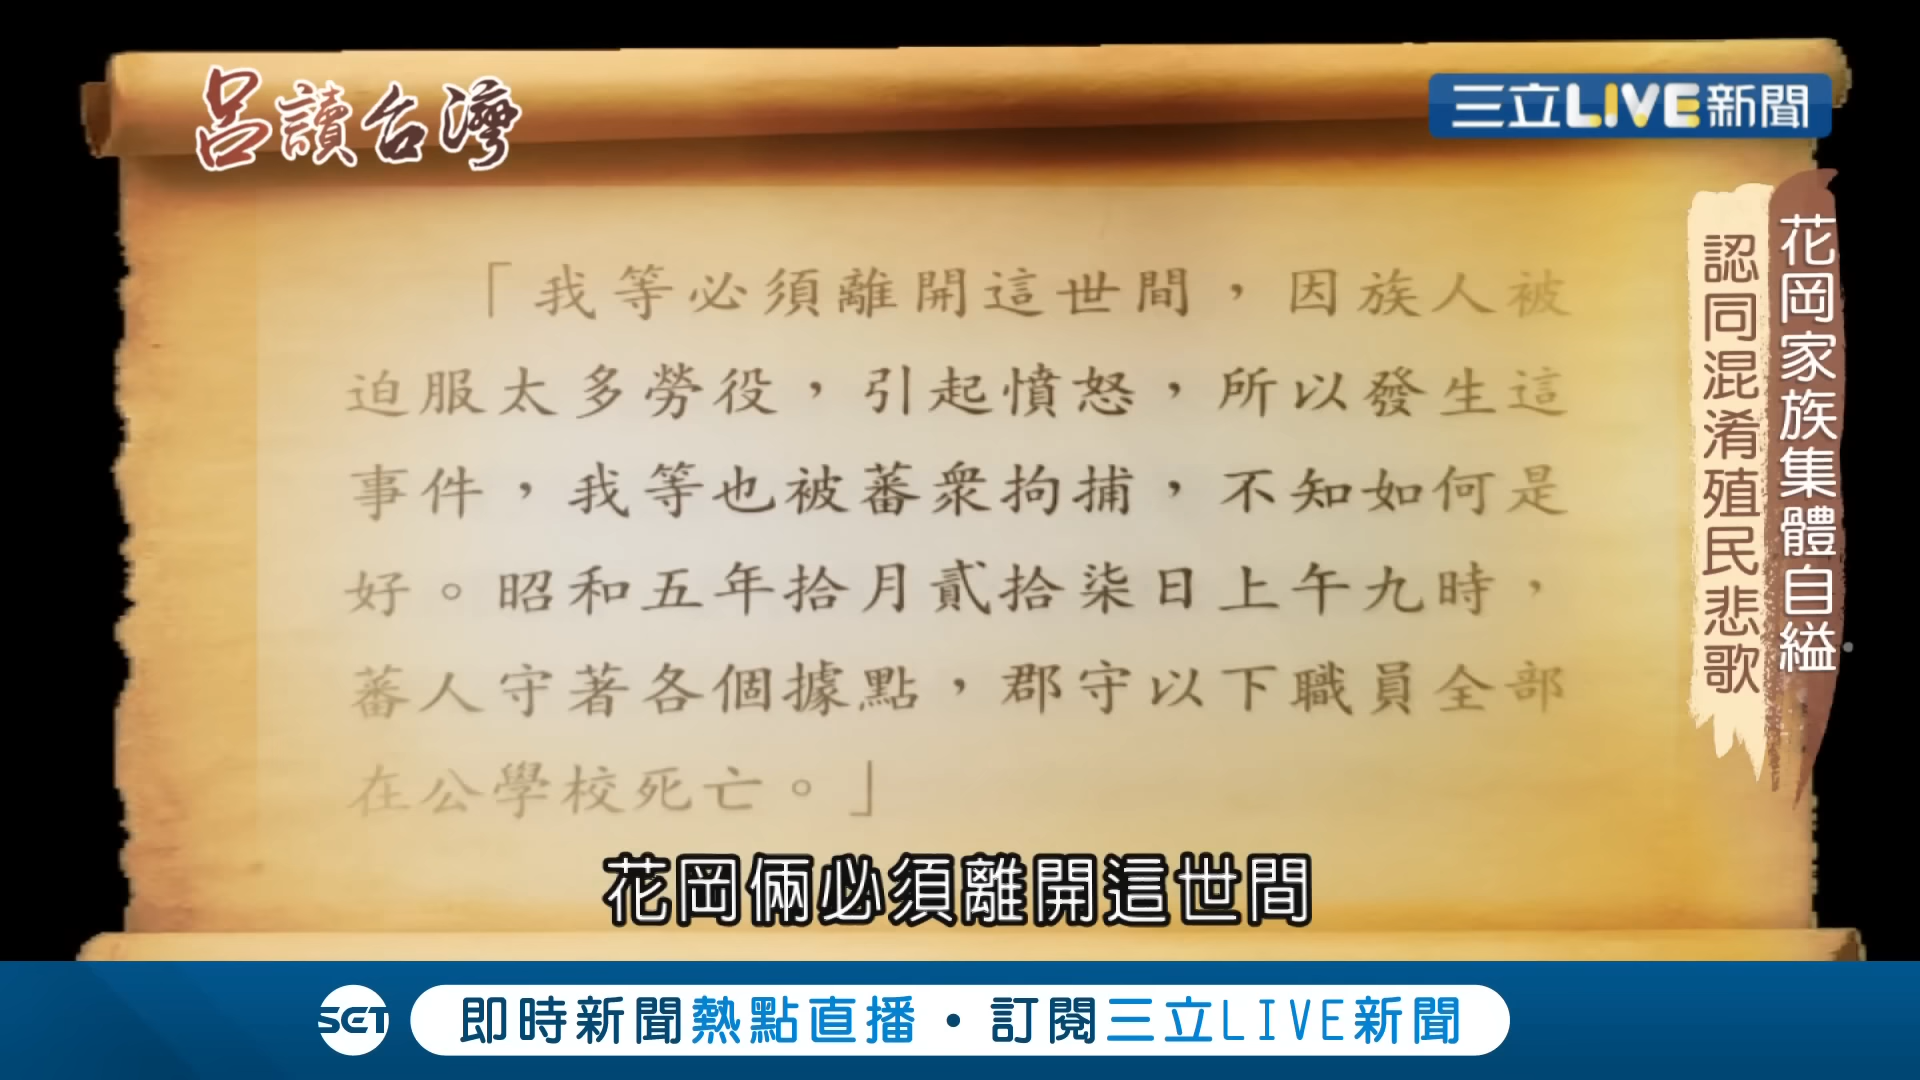 呂讀台灣
三立LIVE新聞
花岡家族集體自縊
認同混淆殖民悲歌
「我等必須離開這世間，因族人被
迫服太多勞役，引起憤怒，所以發生這
事件，我等也被蕃眾拘捕，不知如何是
好。昭和五年拾月貳拾柒日上午九時，
蕃人守著各個據點，郡守以下職員全部
在公學校死亡。」
花岡倆必須離開這世間
SET
即時新聞熱點直播・訂閱三立LIVE新聞